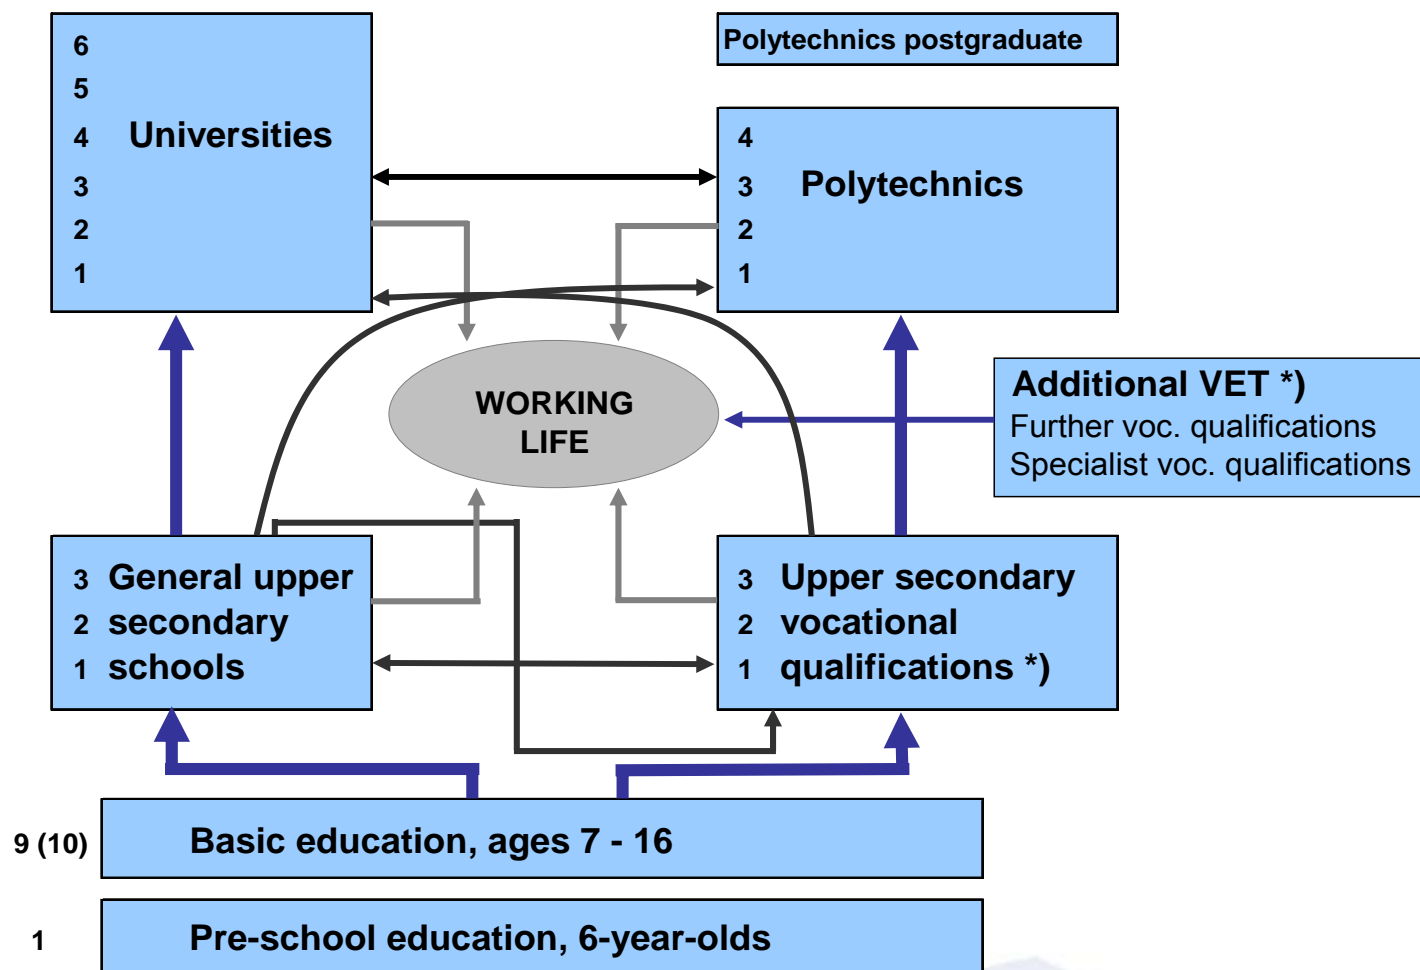 6
5
4 Universities
3
2
1
Polytechnics postgraduate
4
3 Polytechnics
2
1
WORKING
LIFE
Additional VET *)
Further voc. qualifications
Specialist voc. qualifications
3 General upper
2 secondary
1 schools
3 Upper secondary
2 vocational
1 qualifications *)
9 (10) Basic education, ages 7 - 16
1 Pre-school education, 6-year-olds